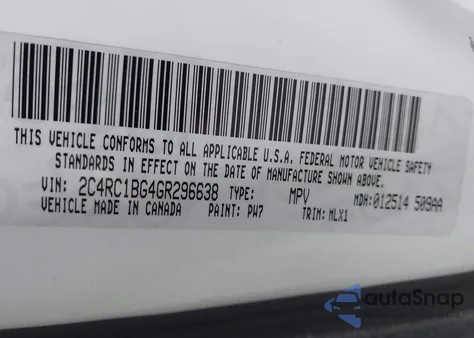 THIS VEHICLE CONFORMS TO ALL APPLICABLE U.S.A. FEDERAL MOTOR VEHICLE SAFETY
STANDARDS IN EFFECT ON THE DATE OF MANUFACTURE SHOWN ABOVE.
VIN: 2C4RC1BG4GR296638 TYPE: MPV MDH: 012514 509AA
VEHICLE MADE IN CANADA PAINT: PW7 TRIM: MLX1
autoSnap